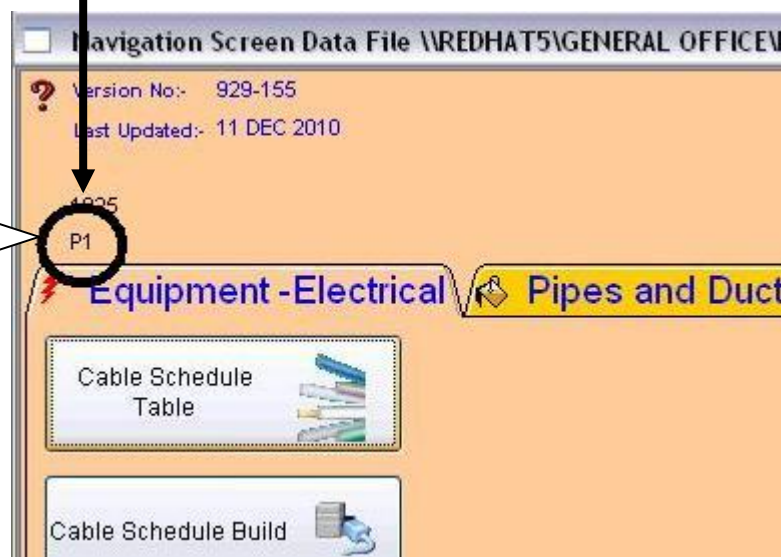 Navigation Screen Data File \\REDHAT5\GENERAL OFFICE\
Version No:- 929-155
Last Updated:- 11 DEC 2010
1925
P1
Equipment -Electrical
Pipes and Duct
Cable Schedule
Table
Cable Schedule Build